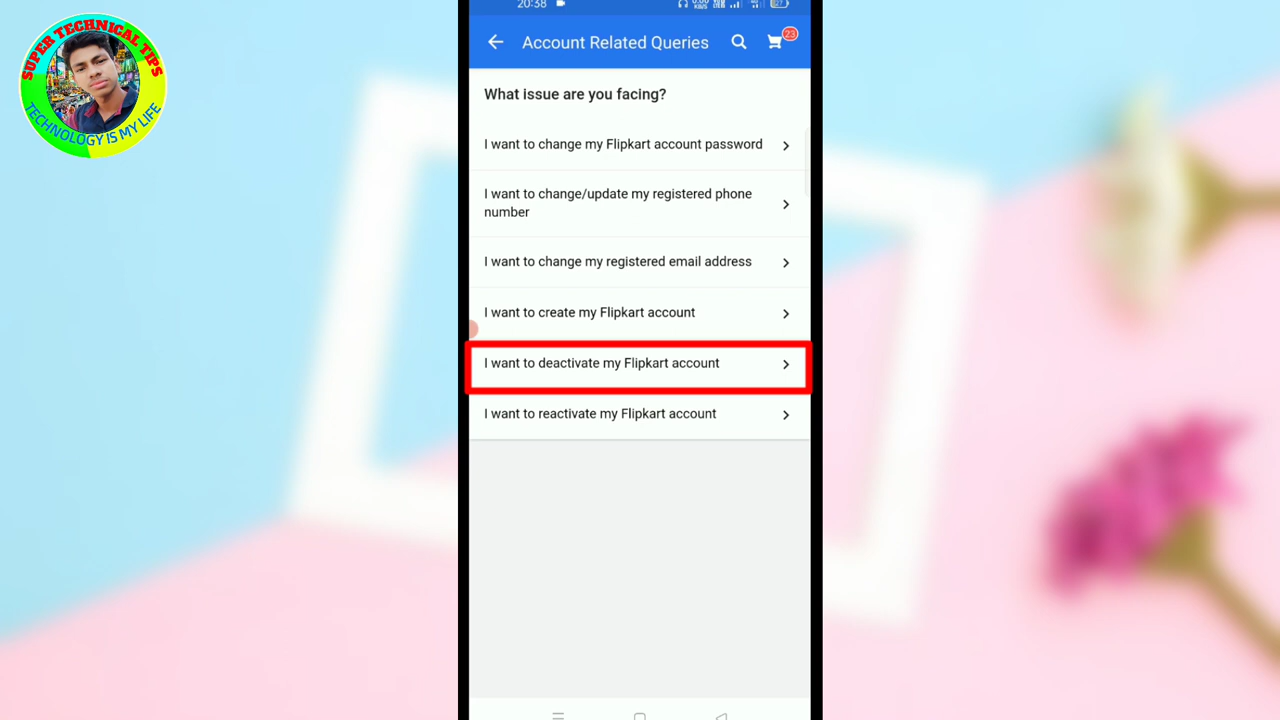 SUPER TECHNICAL TIPS
TECHNOLOGY IS MY LIFE
20:38
Account Related Queries
23
What issue are you facing?
I want to change my Flipkart account password
I want to change/update my registered phone
number
I want to change my registered email address
I want to create my Flipkart account
I want to deactivate my Flipkart account
I want to reactivate my Flipkart account